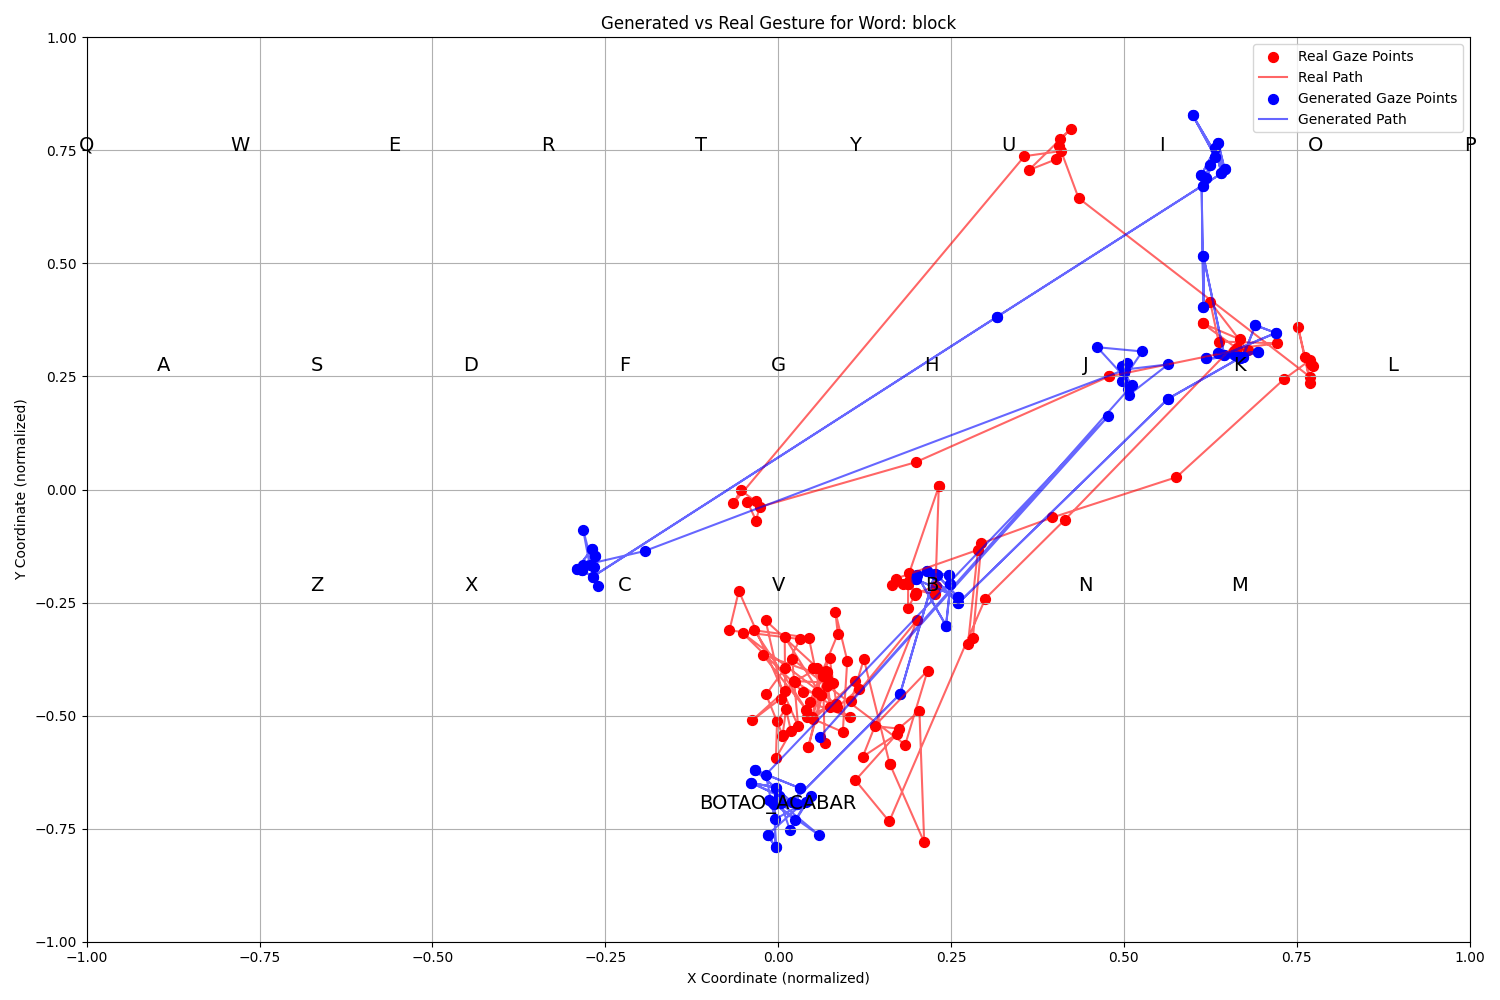 Generated vs Real Gesture for Word: block
Real Gaze Points
Real Path
Generated Gaze Points
Generated Path
Q W E R T Y U I O P
A S D F G H J K L
Z X C V B N M
BOTAO_ACABAR
Y Coordinate (normalized)
1.00
0.75
0.50
0.25
0.00
−0.25
−0.50
−0.75
−1.00
−1.00 −0.75 −0.50 −0.25 0.00 0.25 0.50 0.75 1.00
X Coordinate (normalized)